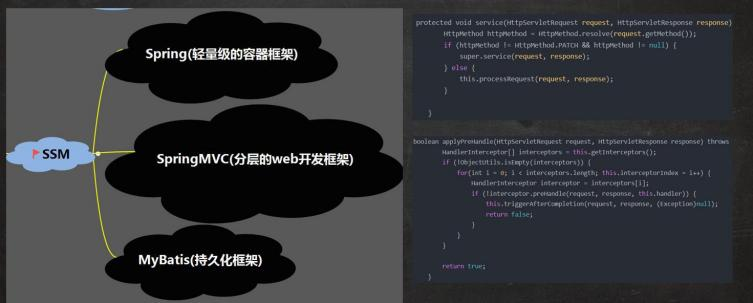 Spring(轻量级的容器框架)
SSM
SpringMVC(分层的web开发框架)
MyBatis(持久化框架)
protected void service(HttpServletRequest request, HttpServletResponse response)
HttpMethod httpMethod = HttpMethod.resolve(request.getMethod());
if (httpMethod != HttpMethod.PATCH && httpMethod != null) {
super.service(request, response);
} else {
this.processRequest(request, response);
}
}
boolean applyPreHandle(HttpServletRequest request, HttpServletResponse response) throws
HandlerInterceptor[] interceptors = this.getInterceptors();
if (!ObjectUtils.isEmpty(interceptors)) {
for(int i = 0; i < interceptors.length; this.interceptorIndex = i++) {
HandlerInterceptor interceptor = interceptors[i];
if (!interceptor.preHandle(request, response, this.handler)) {
this.triggerAfterCompletion(request, response, (Exception)null);
return false;
}
}
}
return true;
}